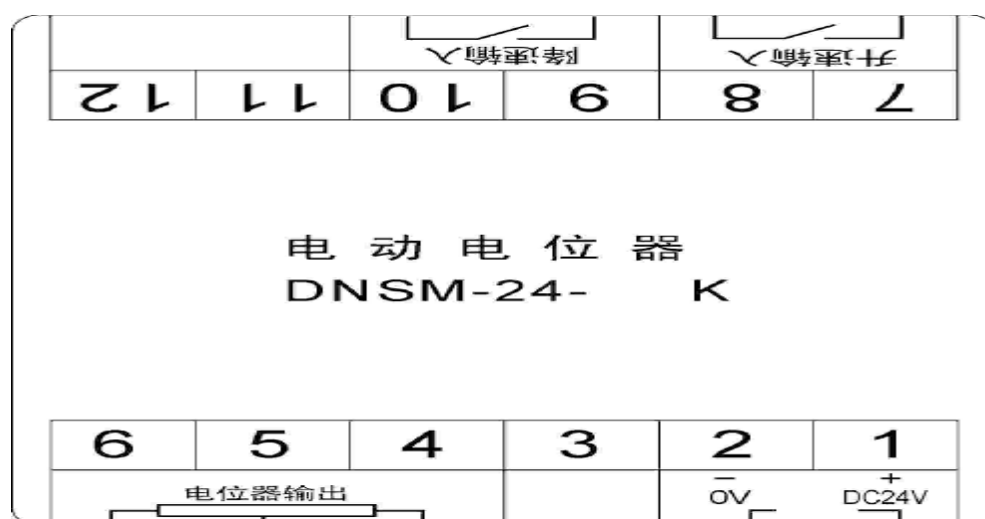 降速输入 升速输入
12 11 10 9 8 7
电动电位器
DNSM-24- K
6 5 4 3 2 1
电位器输出 − +
0V DC24V